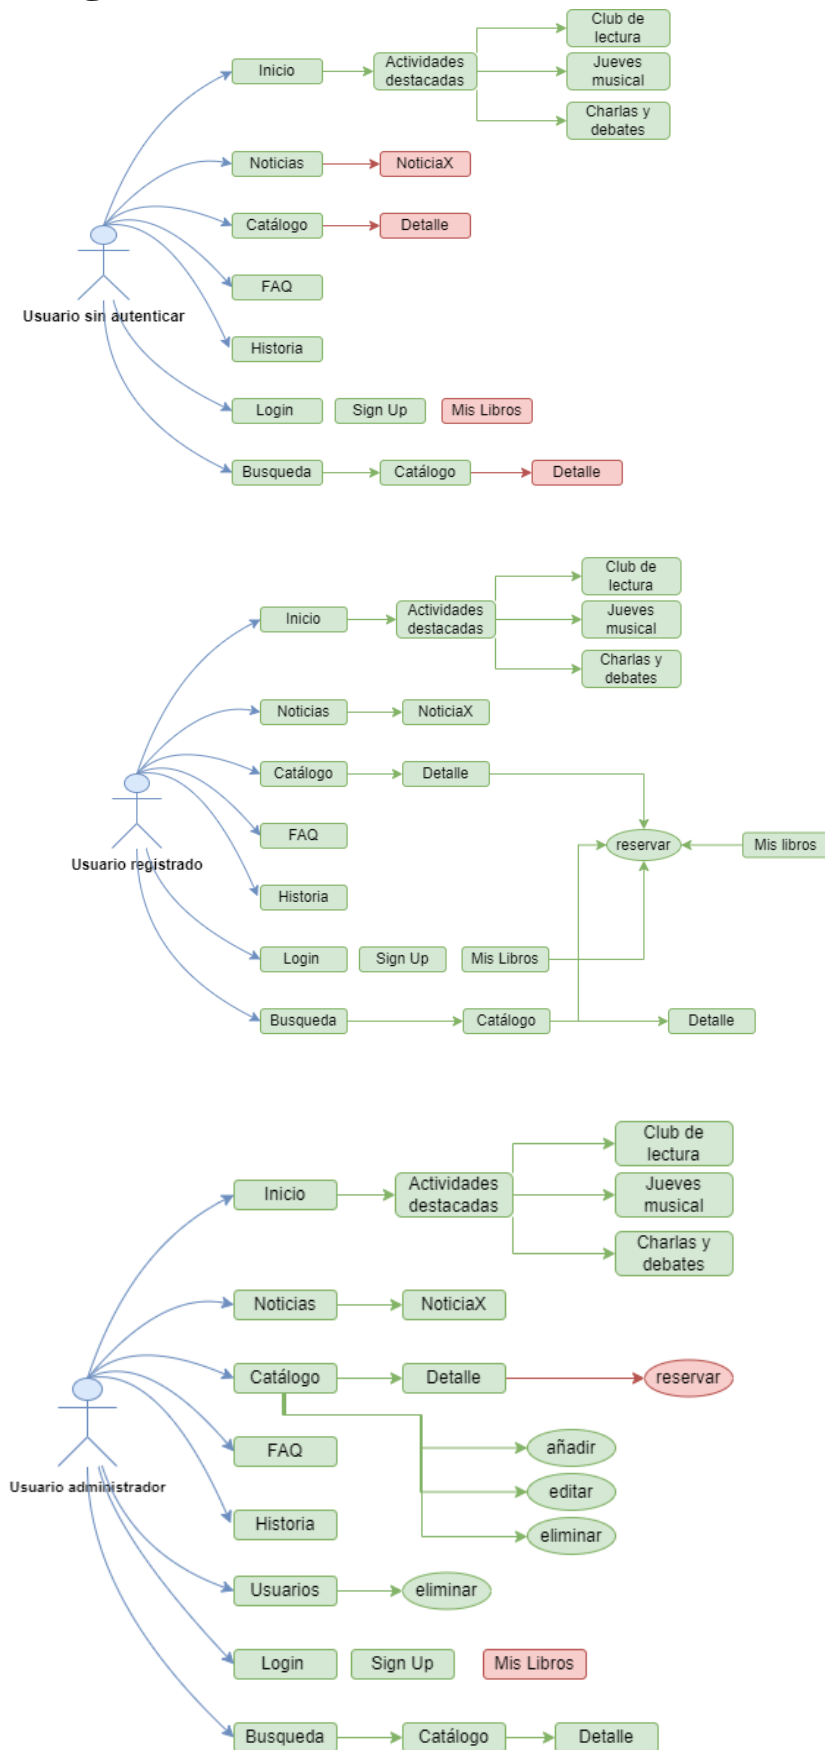 Club de
lectura
Inicio
Actividades
destacadas
Jueves
musical
Charlas y
debates
Noticias
NoticiaX
Catálogo
Detalle
FAQ
Usuario sin autenticar
Historia
Login
Sign Up
Mis Libros
Busqueda
Catálogo
Detalle
Club de
lectura
Inicio
Actividades
destacadas
Jueves
musical
Charlas y
debates
Noticias
NoticiaX
Catálogo
Detalle
FAQ
reservar
Mis libros
Usuario registrado
Historia
Login
Sign Up
Mis Libros
Busqueda
Catálogo
Detalle
Club de
lectura
Inicio
Actividades
destacadas
Jueves
musical
Charlas y
debates
Noticias
NoticiaX
Catálogo
Detalle
reservar
FAQ
añadir
Usuario administrador
editar
Historia
eliminar
Usuarios
eliminar
Login
Sign Up
Mis Libros
Busqueda
Catálogo
Detalle